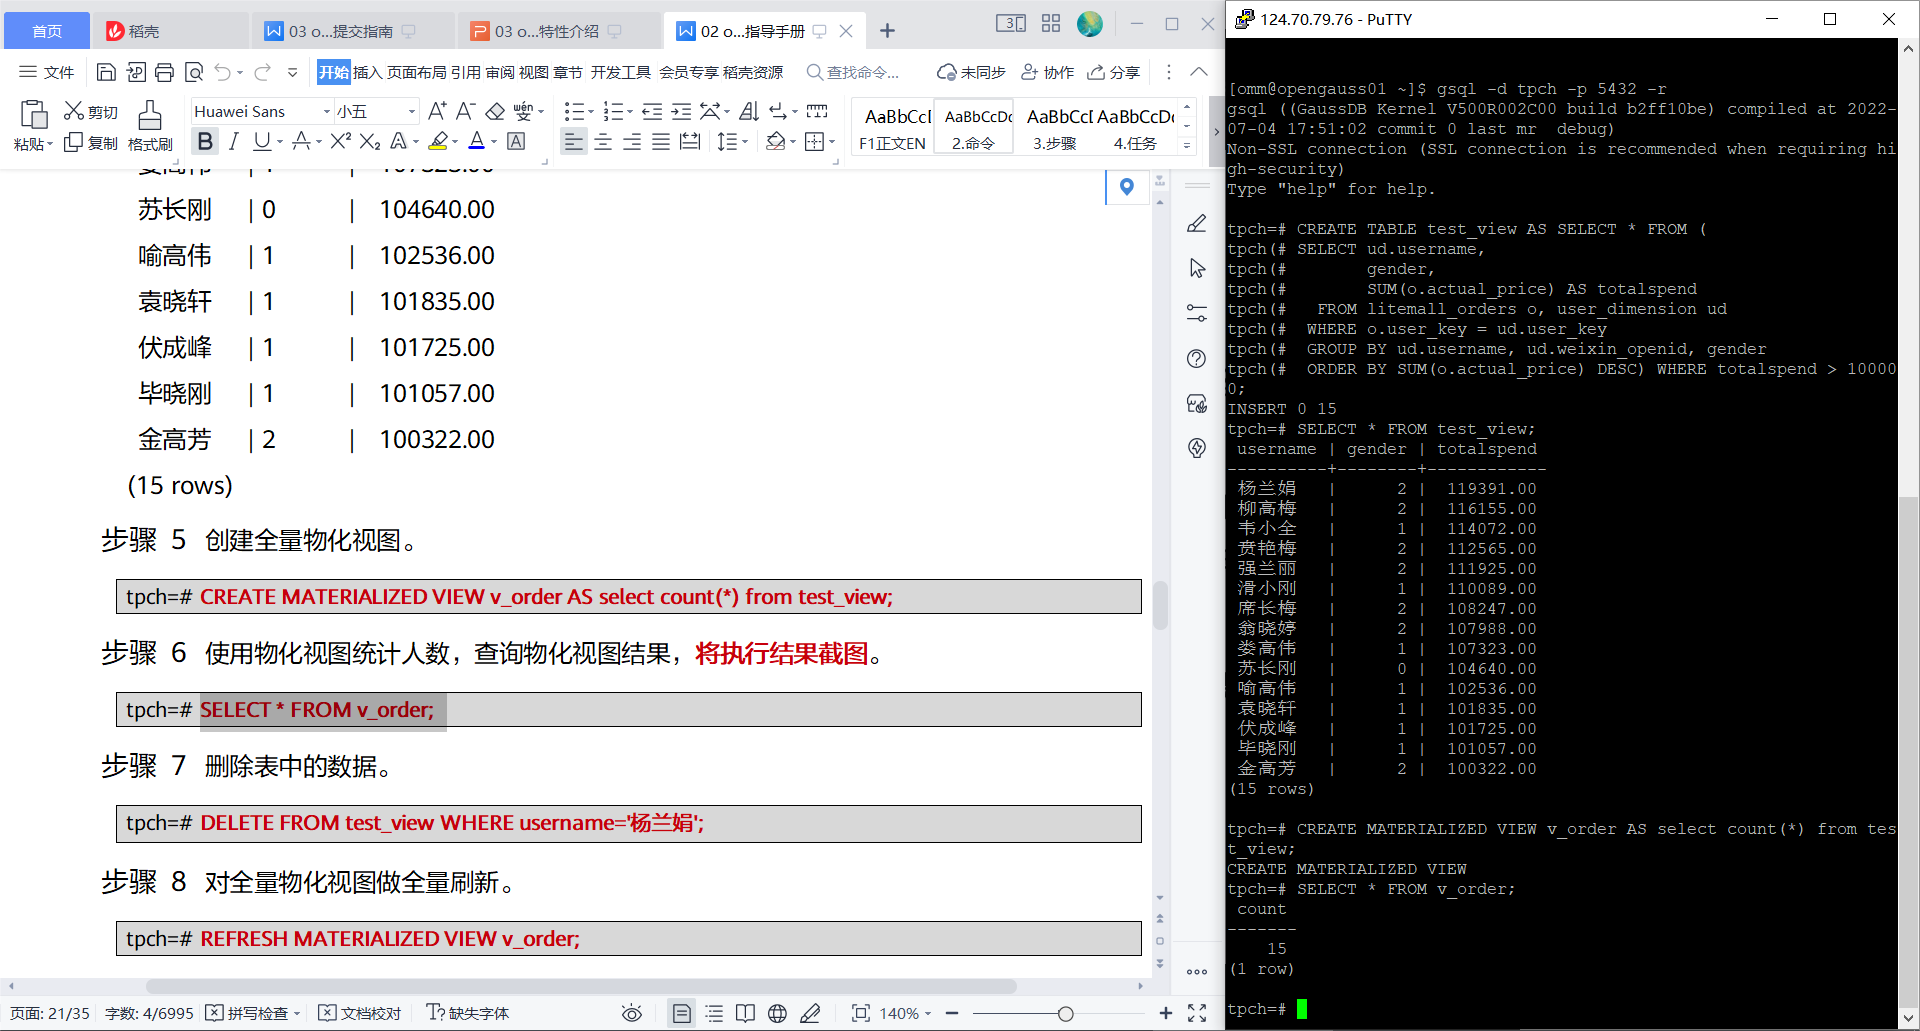 首页
稻壳
03 o...提交指南
03 o...特性介绍
02 o...指导手册
文件
开始 插入 页面布局 引用 审阅 视图 章节 开发工具 会员专享 稻壳资源
查找命令...
未同步
协作
分享
粘贴
剪切
复制
格式刷
Huawei Sans
小五
AaBbCcI AaBbCcDc AaBbCcI AaBbCcDc
F1正文EN 2.命令 3.步骤 4.任务
苏长刚 | 0 | 104640.00
喻高伟 | 1 | 102536.00
袁晓轩 | 1 | 101835.00
伏成峰 | 1 | 101725.00
毕晓刚 | 1 | 101057.00
金高芳 | 2 | 100322.00
(15 rows)
步骤 5 创建全量物化视图。
tpch=# CREATE MATERIALIZED VIEW v_order AS select count(*) from test_view;
步骤 6 使用物化视图统计人数，查询物化视图结果，将执行结果截图。
tpch=# SELECT * FROM v_order;
步骤 7 删除表中的数据。
tpch=# DELETE FROM test_view WHERE username='杨兰娟';
步骤 8 对全量物化视图做全量刷新。
tpch=# REFRESH MATERIALIZED VIEW v_order;
页面: 21/35 字数: 4/6995 拼写检查 文档校对 缺失字体 140%
124.70.79.76 - PuTTY
[omm@opengauss01 ~]$ gsql -d tpch -p 5432 -r
gsql ((GaussDB Kernel V500R002C00 build b2ff10be) compiled at 2022-
07-04 17:51:02 commit 0 last mr  debug)
Non-SSL connection (SSL connection is recommended when requiring hi
gh-security)
Type "help" for help.
tpch=# CREATE TABLE test_view AS SELECT * FROM (
tpch(# SELECT ud.username,
tpch(#        gender,
tpch(#        SUM(o.actual_price) AS totalspend
tpch(#   FROM litemall_orders o, user_dimension ud
tpch(#  WHERE o.user_key = ud.user_key
tpch(#  GROUP BY ud.username, ud.weixin_openid, gender
tpch(#  ORDER BY SUM(o.actual_price) DESC) WHERE totalspend > 10000
0;
INSERT 0 15
tpch=# SELECT * FROM test_view;
username | gender | totalspend
----------+--------+------------
杨兰娟 | 2 | 119391.00
柳高梅 | 2 | 116155.00
韦小全 | 1 | 114072.00
贲艳梅 | 2 | 112565.00
强兰丽 | 2 | 111925.00
滑小刚 | 1 | 110089.00
席长梅 | 2 | 108247.00
翁晓婷 | 2 | 107988.00
娄高伟 | 1 | 107323.00
苏长刚 | 0 | 104640.00
喻高伟 | 1 | 102536.00
袁晓轩 | 1 | 101835.00
伏成峰 | 1 | 101725.00
毕晓刚 | 1 | 101057.00
金高芳 | 2 | 100322.00
(15 rows)
tpch=# CREATE MATERIALIZED VIEW v_order AS select count(*) from tes
t_view;
CREATE MATERIALIZED VIEW
tpch=# SELECT * FROM v_order;
count
-------
15
(1 row)
tpch=#